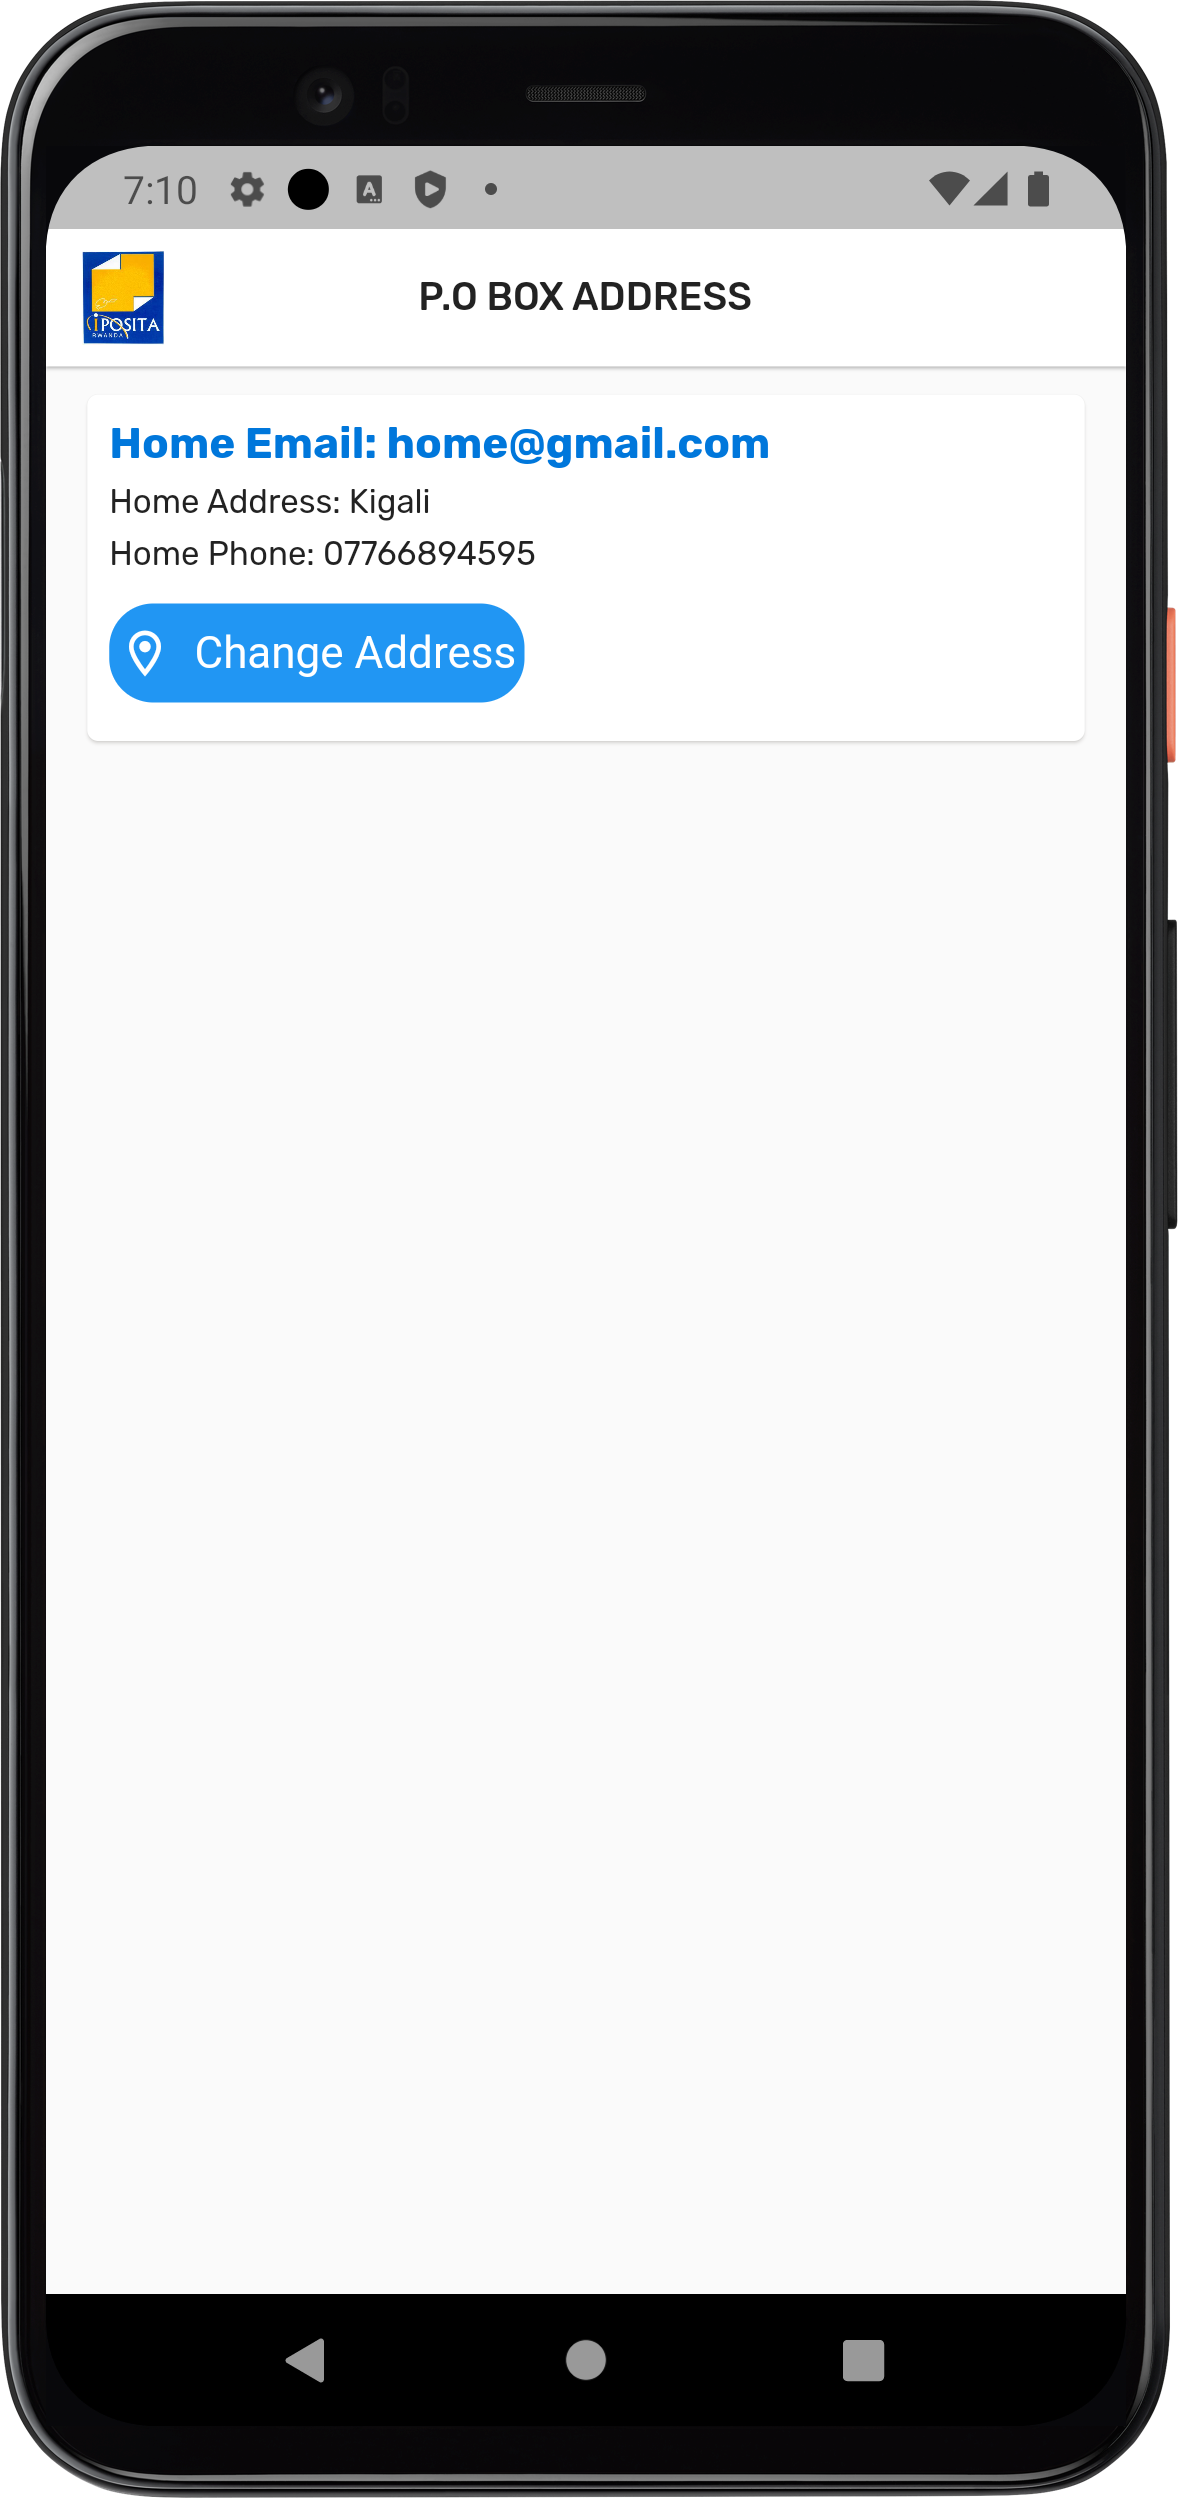 7:10
A
P.O BOX ADDRESS
iPOSITA
RWANDA
Home Email: home@gmail.com
Home Address: Kigali
Home Phone: 07766894595
Change Address